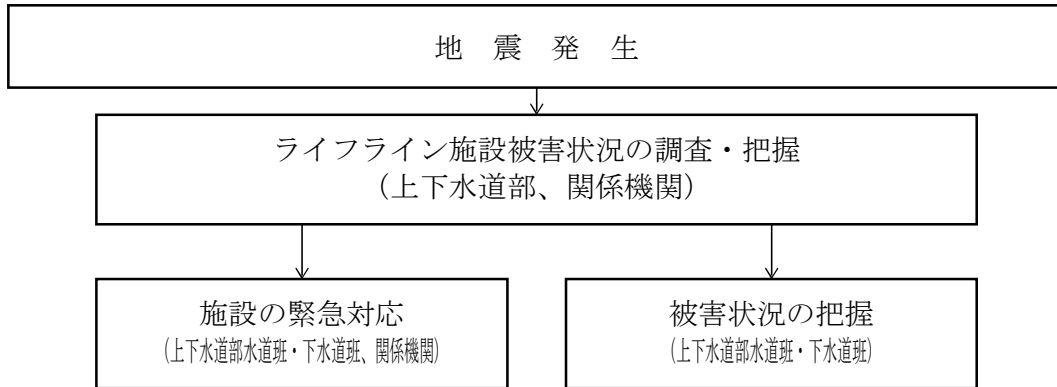 地　震　発　生
ライフライン施設被害状況の調査・把握
（上下水道部、関係機関）
施設の緊急対応
（上下水道部水道班・下水道班、関係機関）
被害状況の把握
（上下水道部水道班・下水道班）